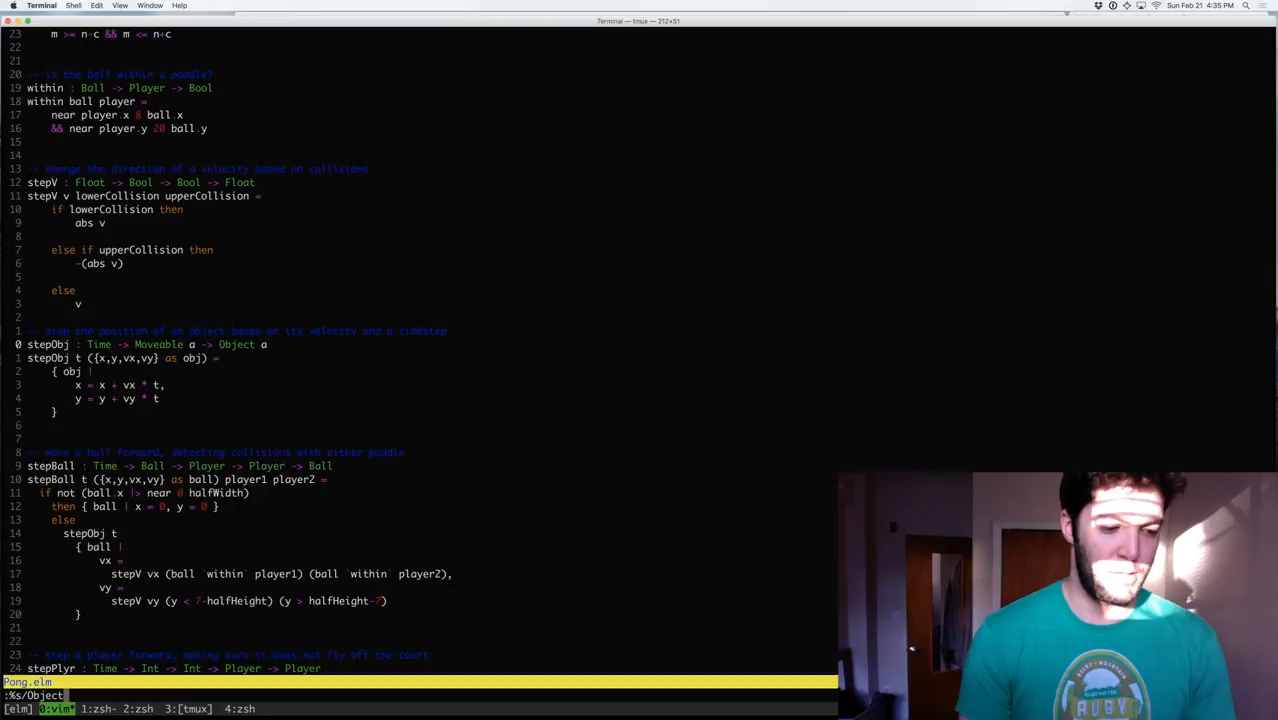 Terminal Shell Edit View Window Help Sun Feb 21 4:35 PM
Terminal — tmux — 212×51
23 m >= n-c && m <= n+c
22
21
20 -- is the ball within a paddle?
19 within : Ball -> Player -> Bool
18 within ball player =
17 near player.x 8 ball.x
16 && near player.y 20 ball.y
15
14
13 -- change the direction of a velocity based on collisions
12 stepV : Float -> Bool -> Bool -> Float
11 stepV v lowerCollision upperCollision =
10 if lowerCollision then
9 abs v
8
7 else if upperCollision then
6 -(abs v)
5
4 else
3 v
2
1 -- step the position of an object based on its velocity and a timestep
0 stepObj : Time -> Moveable a -> Object a
1 stepObj t ({x,y,vx,vy} as obj) =
2 { obj |
3 x = x + vx * t,
4 y = y + vy * t
5 }
6
7
8 -- move a ball forward, detecting collisions with either paddle
9 stepBall : Time -> Ball -> Player -> Player -> Ball
10 stepBall t ({x,y,vx,vy} as ball) player1 player2 =
11 if not (ball.x |> near 0 halfWidth)
12 then { ball | x = 0, y = 0 }
13 else
14 stepObj t
15 { ball |
16 vx =
17 stepV vx (ball `within` player1) (ball `within` player2),
18 vy =
19 stepV vy (y < 7-halfHeight) (y > halfHeight-7)
20 }
21
22
23 -- step a player forward, making sure it does not fly off the court
24 stepPlyr : Time -> Int -> Int -> Player -> Player
Pong.elm
:%s/Object
[elm] 0:vim* 1:zsh- 2:zsh 3:[tmux] 4:zsh
RUBY